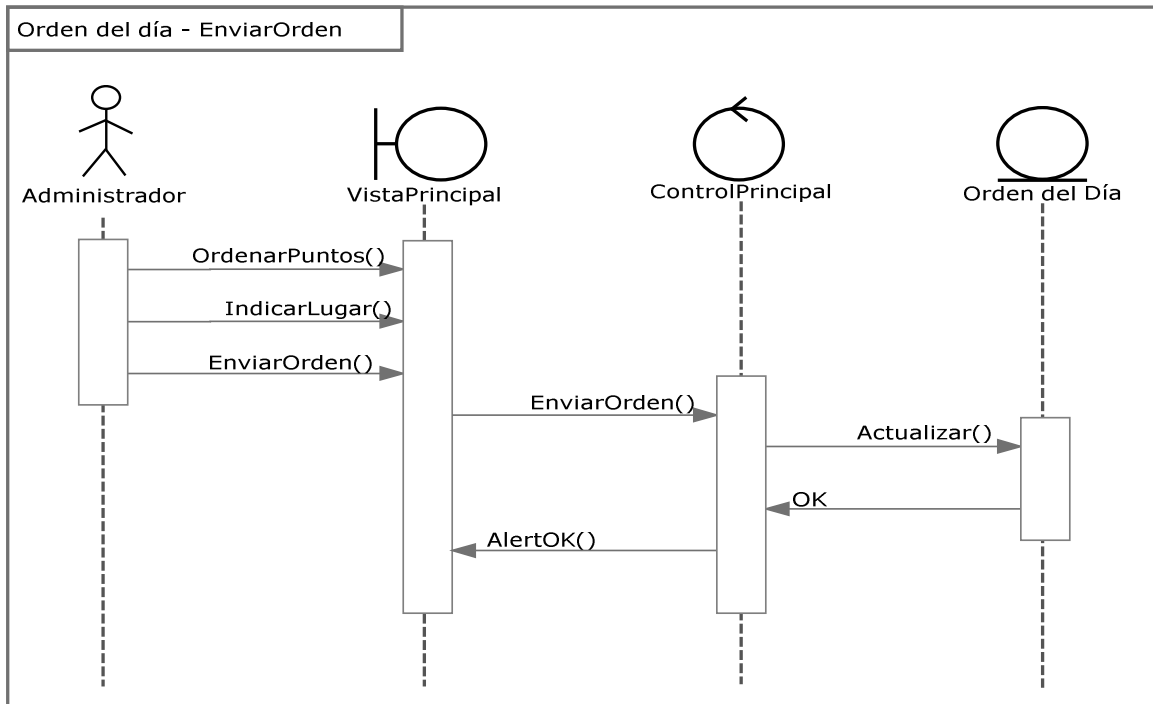 Orden del día - EnviarOrden
Administrador
VistaPrincipal
ControlPrincipal
Orden del Día
OrdenarPuntos()
IndicarLugar()
EnviarOrden()
EnviarOrden()
Actualizar()
OK
AlertOK()